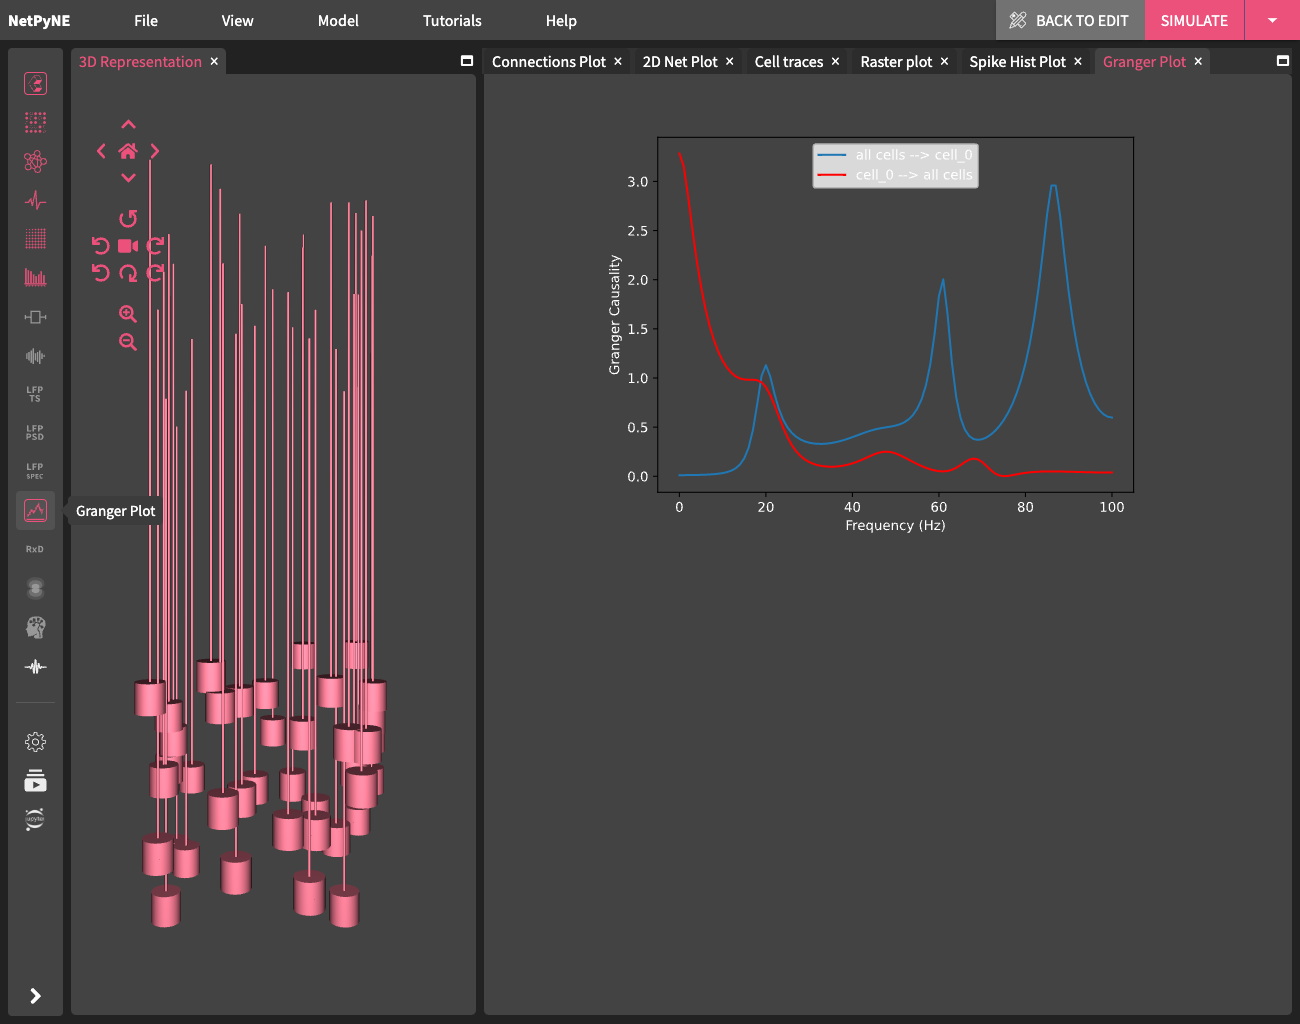 NetPyNE File View Model Tutorials Help BACK TO EDIT SIMULATE
3D Representation × Connections Plot × 2D Net Plot × Cell traces × Raster plot × Spike Hist Plot × Granger Plot ×
all cells --> cell_0
cell_0 --> all cells
3.0
2.5
2.0
1.5
1.0
0.5
0.0
Granger Causality
0 20 40 60 80 100
Frequency (Hz)
LFP
TS
LFP
PSD
LFP
SPEC
Granger Plot
RxD
jupyter